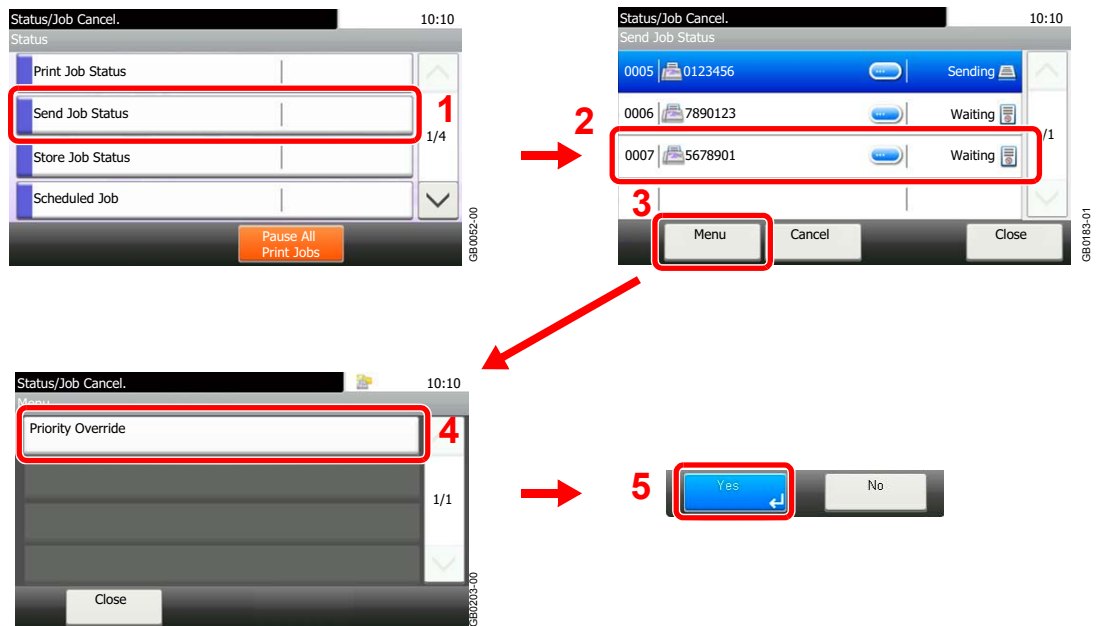 Status/Job Cancel.
10:10
Status
Print Job Status
Send Job Status
1
1/4
Store Job Status
Scheduled Job
Pause All
Print Jobs
GB0052-00
Status/Job Cancel.
10:10
Send Job Status
0005 0123456 Sending
2
0006 7890123 Waiting
/1
0007 5678901 Waiting
3
Menu
Cancel
Close
GB0183-01
Status/Job Cancel.
10:10
Menu
Priority Override
4
1/1
Close
GB0203-00
5
Yes
No